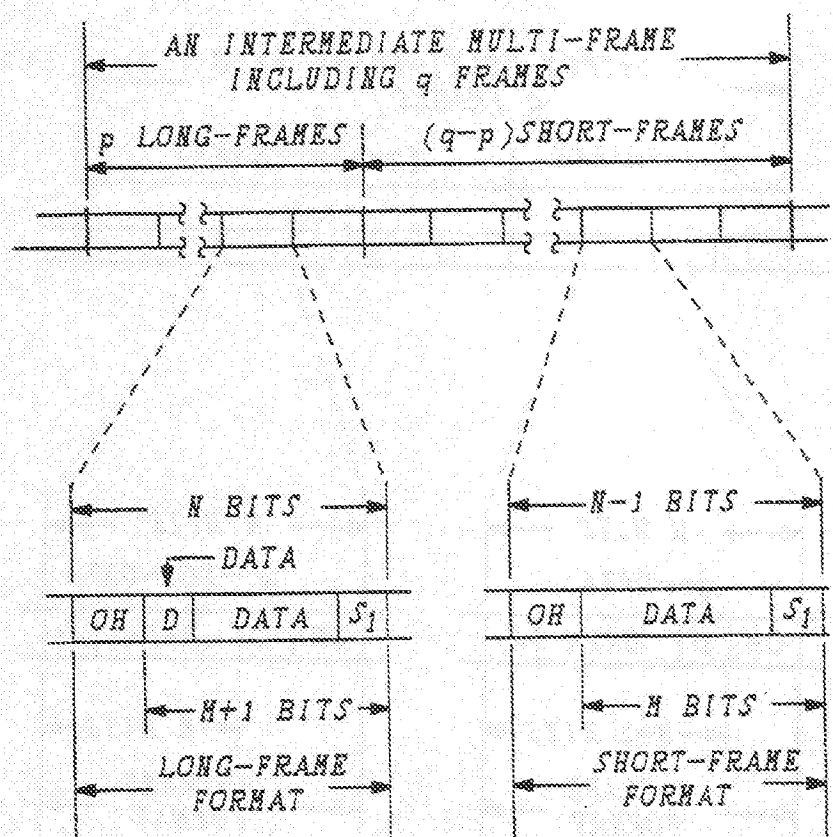 AN INTERMEDIATE MULTI-FRAME
INCLUDING q FRAMES
p LONG-FRAMES
(q-p)SHORT-FRAMES
N BITS
N-1 BITS
DATA
OH D DATA S1
OH DATA S1
M+1 BITS
M BITS
LONG-FRAME
FORMAT
SHORT-FRAME
FORMAT